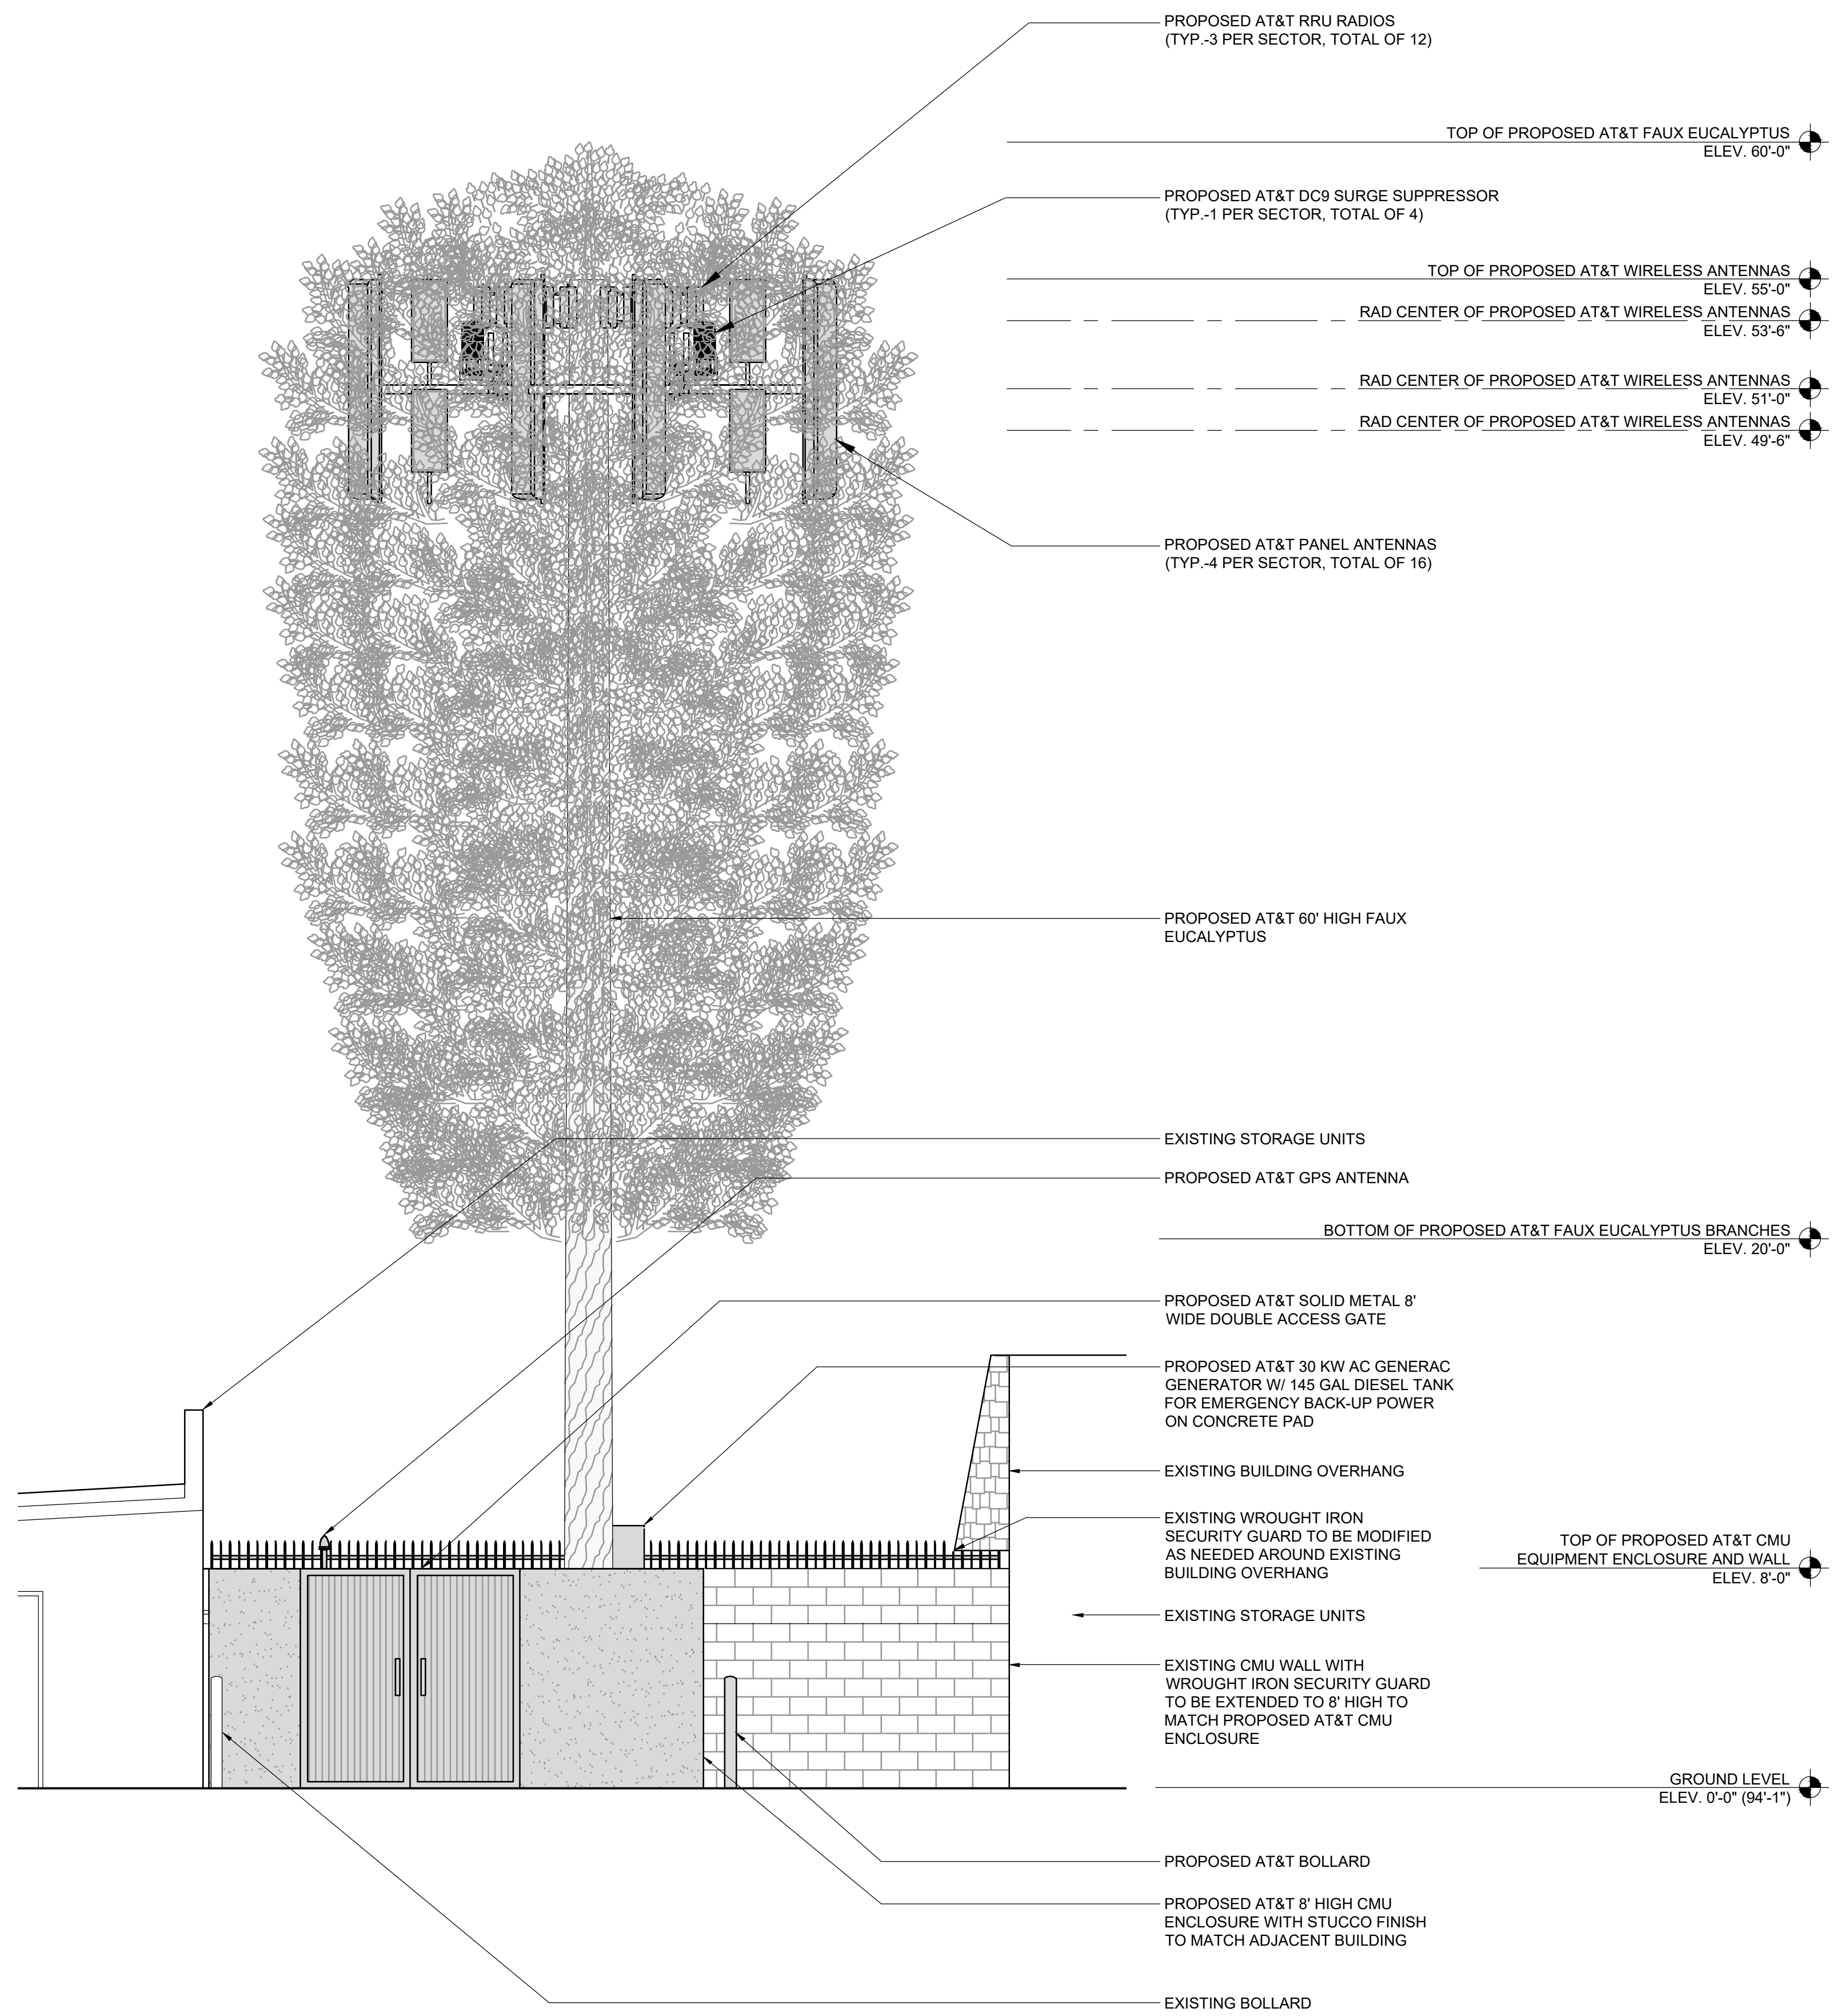 PROPOSED AT&T RRU RADIOS
(TYP.-3 PER SECTOR, TOTAL OF 12)
TOP OF PROPOSED AT&T FAUX EUCALYPTUS
ELEV. 60'-0"
PROPOSED AT&T DC9 SURGE SUPPRESSOR
(TYP.-1 PER SECTOR, TOTAL OF 4)
TOP OF PROPOSED AT&T WIRELESS ANTENNAS
ELEV. 55'-0"
RAD CENTER OF PROPOSED AT&T WIRELESS ANTENNAS
ELEV. 53'-6"
RAD CENTER OF PROPOSED AT&T WIRELESS ANTENNAS
ELEV. 51'-0"
RAD CENTER OF PROPOSED AT&T WIRELESS ANTENNAS
ELEV. 49'-6"
PROPOSED AT&T PANEL ANTENNAS
(TYP.-4 PER SECTOR, TOTAL OF 16)
PROPOSED AT&T 60' HIGH FAUX
EUCALYPTUS
EXISTING STORAGE UNITS
PROPOSED AT&T GPS ANTENNA
BOTTOM OF PROPOSED AT&T FAUX EUCALYPTUS BRANCHES
ELEV. 20'-0"
PROPOSED AT&T SOLID METAL 8'
WIDE DOUBLE ACCESS GATE
PROPOSED AT&T 30 KW AC GENERAC
GENERATOR W/ 145 GAL DIESEL TANK
FOR EMERGENCY BACK-UP POWER
ON CONCRETE PAD
EXISTING BUILDING OVERHANG
EXISTING WROUGHT IRON
SECURITY GUARD TO BE MODIFIED
AS NEEDED AROUND EXISTING
BUILDING OVERHANG
TOP OF PROPOSED AT&T CMU
EQUIPMENT ENCLOSURE AND WALL
ELEV. 8'-0"
EXISTING STORAGE UNITS
EXISTING CMU WALL WITH
WROUGHT IRON SECURITY GUARD
TO BE EXTENDED TO 8' HIGH TO
MATCH PROPOSED AT&T CMU
ENCLOSURE
GROUND LEVEL
ELEV. 0'-0" (94'-1")
PROPOSED AT&T BOLLARD
PROPOSED AT&T 8' HIGH CMU
ENCLOSURE WITH STUCCO FINISH
TO MATCH ADJACENT BUILDING
EXISTING BOLLARD